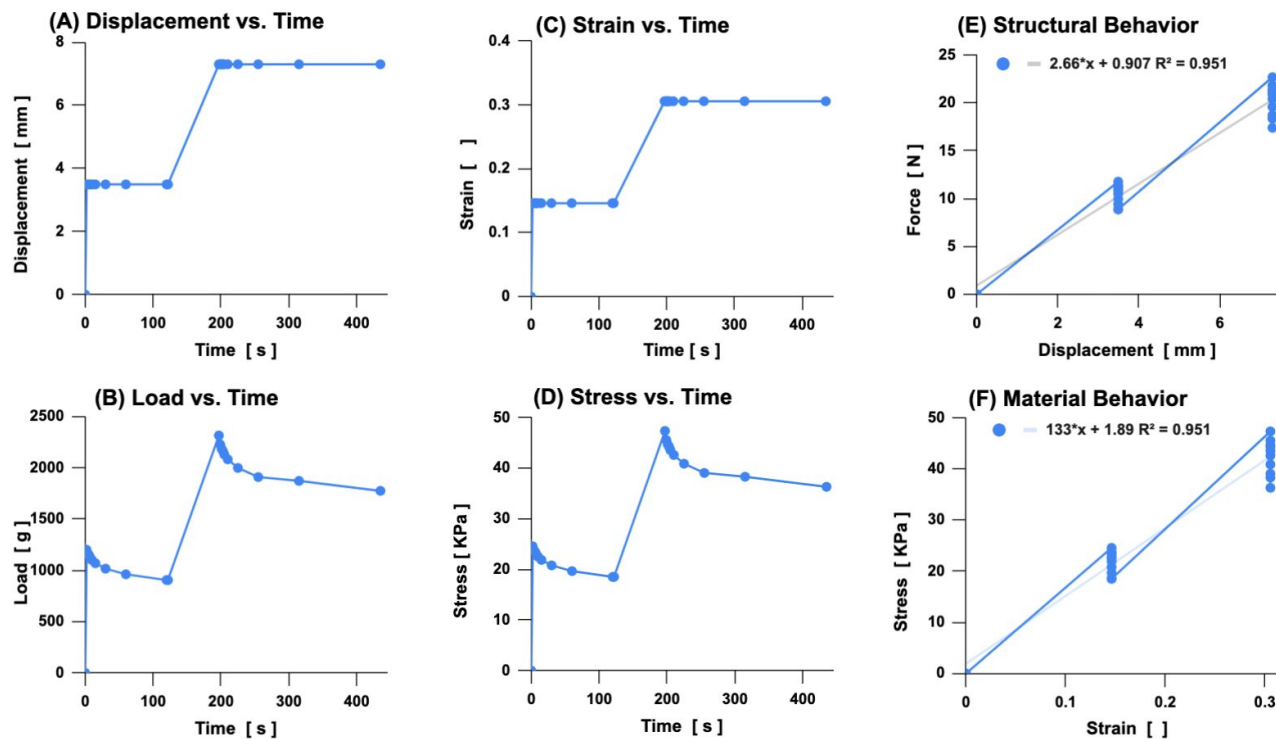 (A) Displacement vs. Time
8
6
4
2
0
Displacement [ mm ]
0 100 200 300 400
Time [ s ]
(C) Strain vs. Time
0.4
0.3
0.2
0.1
0.0
Strain [ ]
0 100 200 300 400
Time [ s ]
(E) Structural Behavior
2.66*x + 0.907 R² = 0.951
25
20
15
10
5
0
Force [ N ]
0 2 4 6
Displacement [ mm ]
(B) Load vs. Time
2500
2000
1500
1000
500
0
Load [ g ]
0 100 200 300 400
Time [ s ]
(D) Stress vs. Time
50
40
30
20
10
0
Stress [ KPa ]
0 100 200 300 400
Time [ s ]
(F) Material Behavior
133*x + 1.89 R² = 0.951
50
40
30
20
10
0
Stress [ KPa ]
0 0.1 0.2 0.3
Strain [ ]